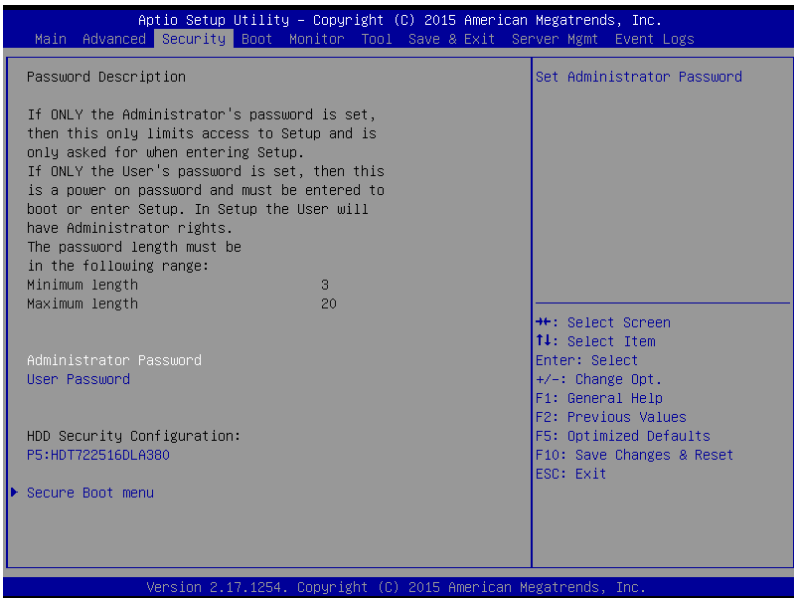 Aptio Setup Utility – Copyright (C) 2015 American Megatrends, Inc.
Main Advanced Security Boot Monitor Tool Save & Exit Server Mgmt Event Logs
Password Description
If ONLY the Administrator's password is set,
then this only limits access to Setup and is
only asked for when entering Setup.
If ONLY the User's password is set, then this
is a power on password and must be entered to
boot or enter Setup. In Setup the User will
have Administrator rights.
The password length must be
in the following range:
Minimum length 3
Maximum length 20
Administrator Password
User Password
HDD Security Configuration:
P5:HDT722516DLA380
Secure Boot menu
Set Administrator Password
→←: Select Screen
↑↓: Select Item
Enter: Select
+/-: Change Opt.
F1: General Help
F2: Previous Values
F5: Optimized Defaults
F10: Save Changes & Reset
ESC: Exit
Version 2.17.1254. Copyright (C) 2015 American Megatrends, Inc.